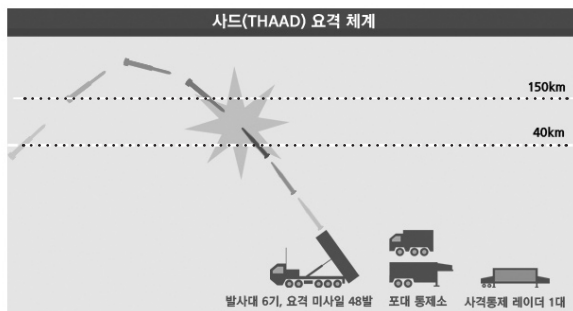 사드(THAAD) 요격 체계
150km
40km
발사대 6기, 요격 미사일 48발
포대 통제소
사격통제 레이더 1대